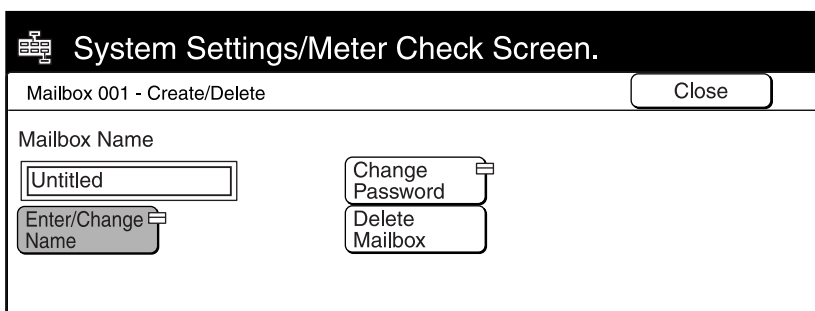 System Settings/Meter Check Screen.
Mailbox 001 - Create/Delete
Close
Mailbox Name
Untitled
Change
Password
Enter/Change
Name
Delete
Mailbox